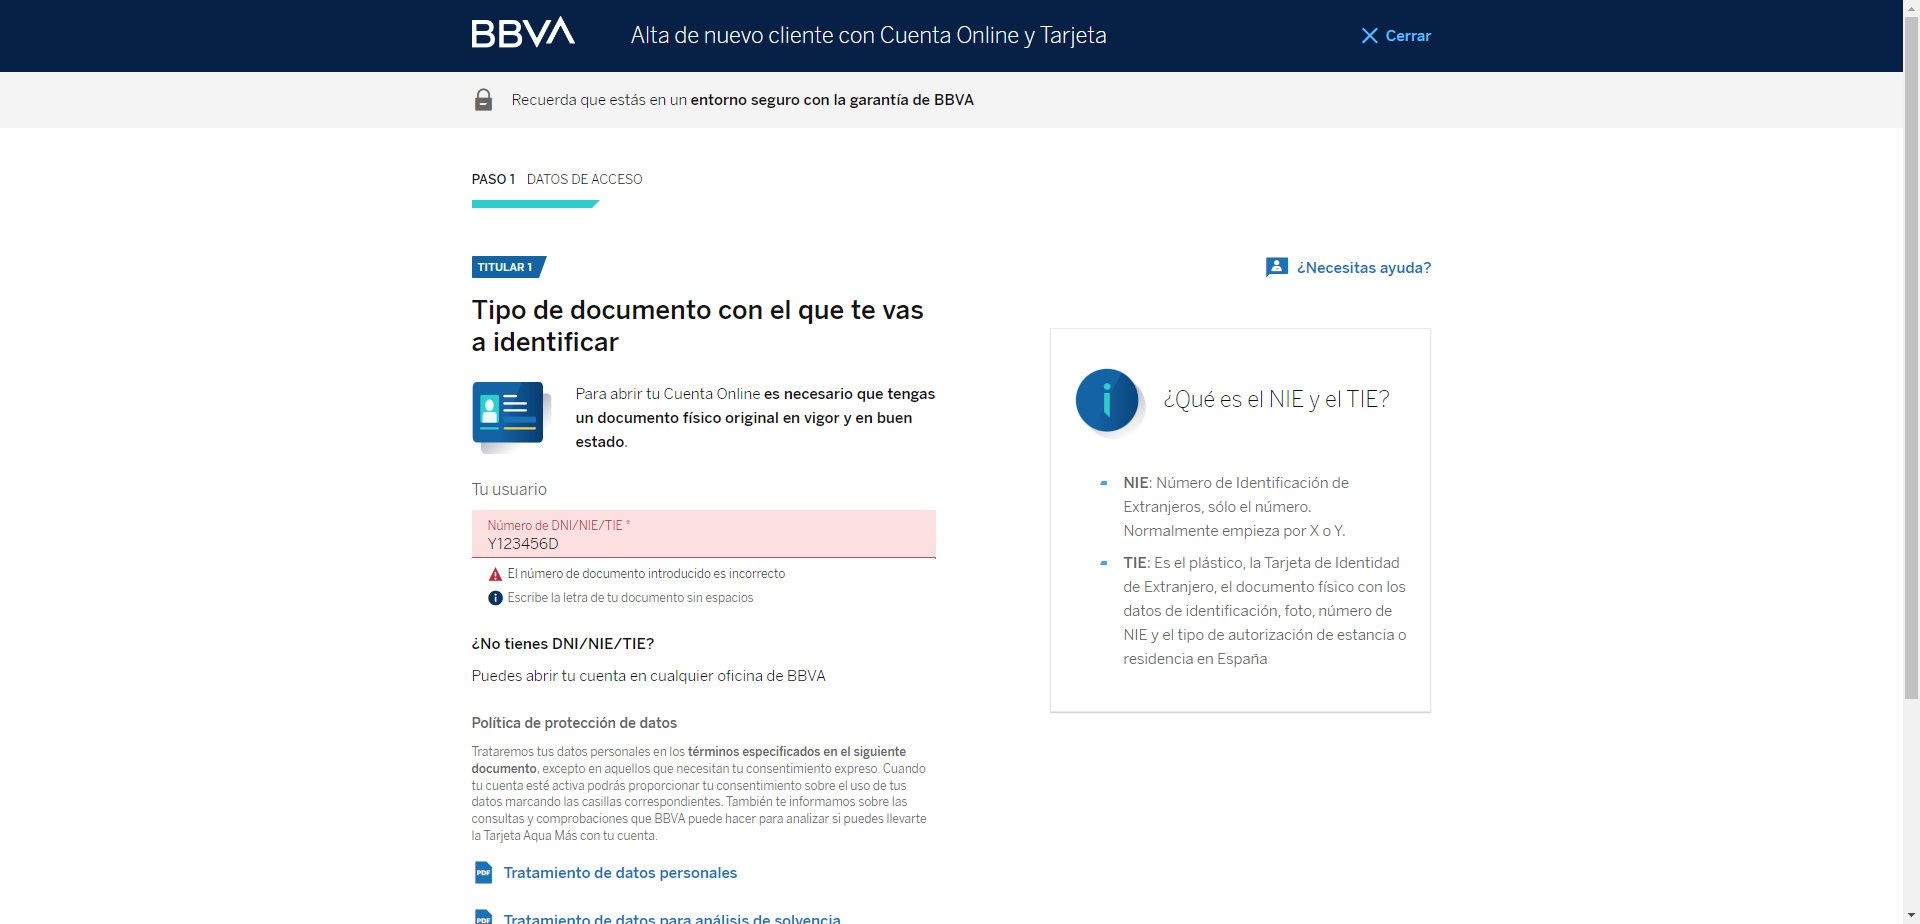 BBVA
Alta de nuevo cliente con Cuenta Online y Tarjeta
Cerrar
Recuerda que estás en un entorno seguro con la garantía de BBVA
PASO 1 DATOS DE ACCESO
TITULAR 1
¿Necesitas ayuda?
Tipo de documento con el que te vas
a identificar
Para abrir tu Cuenta Online es necesario que tengas
un documento físico original en vigor y en buen
estado.
Tu usuario
Número de DNI/NIE/TIE *
Y123456D
El número de documento introducido es incorrecto
Escribe la letra de tu documento sin espacios
¿No tienes DNI/NIE/TIE?
Puedes abrir tu cuenta en cualquier oficina de BBVA
Política de protección de datos
Trataremos tus datos personales en los términos especificados en el siguiente
documento, excepto en aquellos que necesitan tu consentimiento expreso. Cuando
tu cuenta esté activa podrás proporcionar tu consentimiento sobre el uso de tus
datos marcando las casillas correspondientes. También te informamos sobre las
consultas y comprobaciones que BBVA puede hacer para analizar si puedes llevarte
la Tarjeta Aqua Más con tu cuenta.
PDF Tratamiento de datos personales
PDF Tratamiento de datos para análisis de solvencia
¿Qué es el NIE y el TIE?
NIE: Número de Identificación de
Extranjeros, sólo el número.
Normalmente empieza por X o Y.
TIE: Es el plástico, la Tarjeta de Identidad
de Extranjero, el documento físico con los
datos de identificación, foto, número de
NIE y el tipo de autorización de estancia o
residencia en España